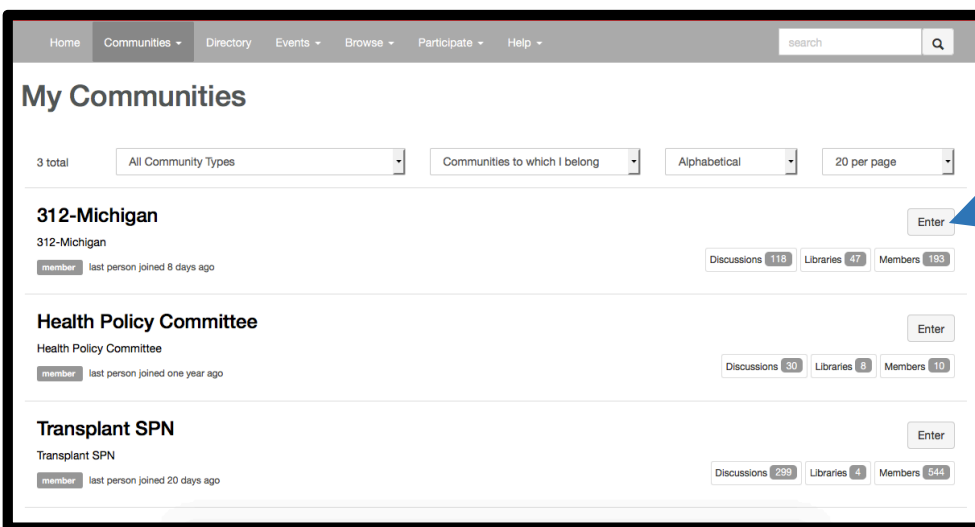 Home Communities Directory Events Browse Participate Help search
My Communities
3 total All Community Types Communities to which I belong Alphabetical 20 per page
312-Michigan
Enter
312-Michigan
member last person joined 8 days ago
Discussions 118 Libraries 47 Members 193
Health Policy Committee
Enter
Health Policy Committee
member last person joined one year ago
Discussions 30 Libraries 8 Members 10
Transplant SPN
Enter
Transplant SPN
member last person joined 20 days ago
Discussions 299 Libraries 4 Members 544